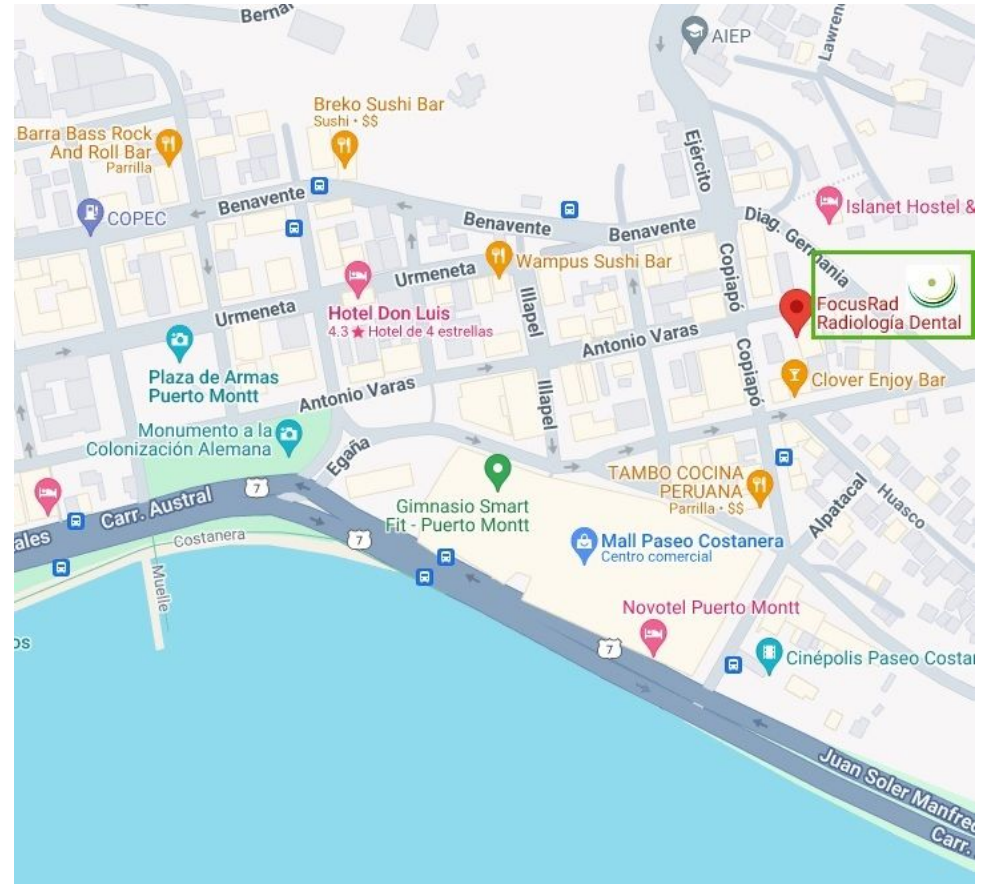 Bernar
AIEP
Lawren
Breko Sushi Bar
Sushi • $$
Barra Bass Rock
And Roll Bar
Parrilla
Ejército
COPEC
Benavente
Benavente
Benavente
Islanet Hostel &
Diag. Germania
Wampus Sushi Bar
Urmeneta
Urmeneta
Copiapó
Hotel Don Luis
4.3 ★ Hotel de 4 estrellas
Illapel
FocusRad
Radiología Dental
Antonio Varas
Copiapó
Plaza de Armas
Puerto Montt
Clover Enjoy Bar
Antonio Varas
Illapel
Monumento a la
Colonización Alemana
Egaña
TAMBO COCINA
PERUANA
Parrilla • $$
Alpatacal
Huasco
7
Carr. Austral
Gimnasio Smart
Fit - Puerto Montt
ales
Costanera
7
Mall Paseo Costanera
Centro comercial
Muelle
Novotel Puerto Montt
os
7
Cinépolis Paseo Costa
Juan Soler Manfred
Carr.